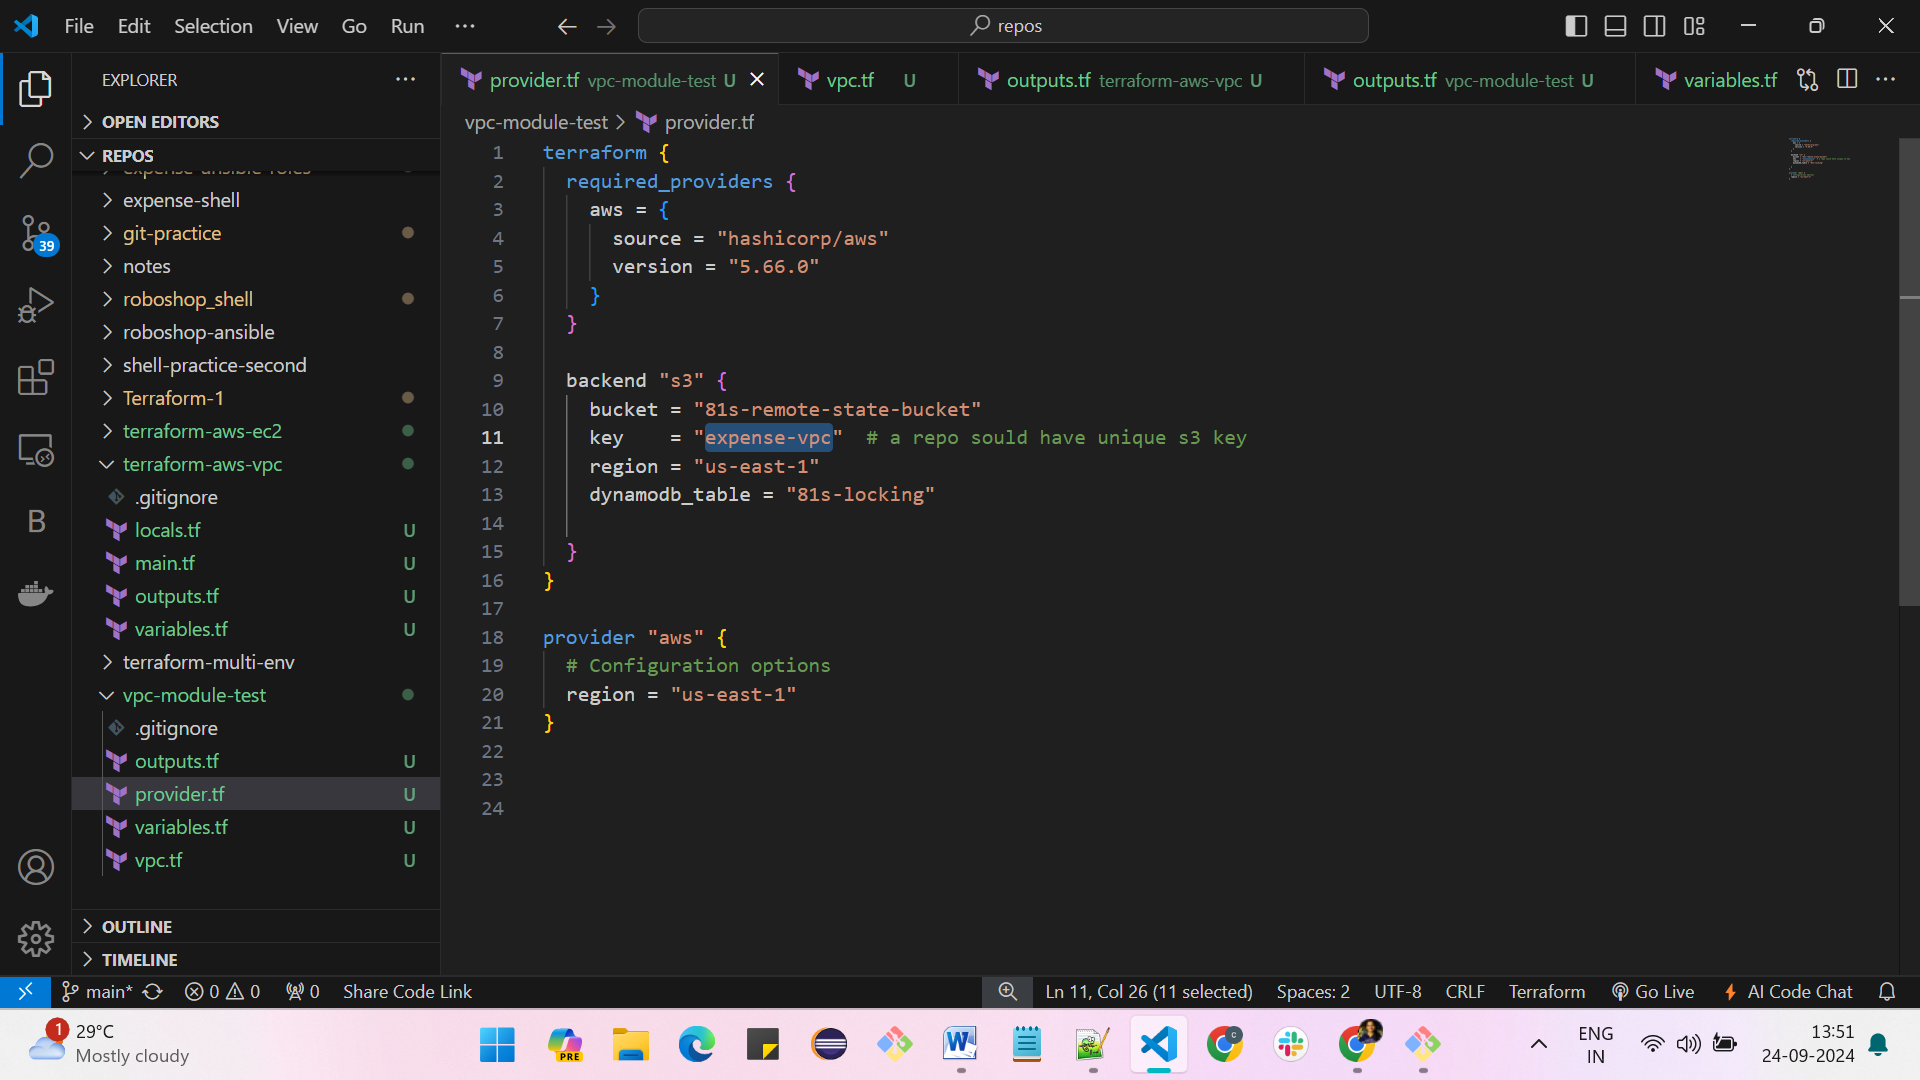 File Edit Selection View Go Run ···
repos
EXPLORER
OPEN EDITORS
REPOS
expense-ansible-roles
expense-shell
git-practice
notes
roboshop_shell
roboshop-ansible
shell-practice-second
Terraform-1
terraform-aws-ec2
terraform-aws-vpc
.gitignore
locals.tf U
main.tf U
outputs.tf U
variables.tf U
terraform-multi-env
vpc-module-test
.gitignore
outputs.tf U
provider.tf U
variables.tf U
vpc.tf U
OUTLINE
TIMELINE
39
B
provider.tf vpc-module-test U
vpc.tf U
outputs.tf terraform-aws-vpc U
outputs.tf vpc-module-test U
variables.tf
vpc-module-test > provider.tf
1 terraform {
2 required_providers {
3 aws = {
4 source = "hashicorp/aws"
5 version = "5.66.0"
6 }
7 }
8
9 backend "s3" {
10 bucket = "81s-remote-state-bucket"
11 key    = "expense-vpc"  # a repo sould have unique s3 key
12 region = "us-east-1"
13 dynamodb_table = "81s-locking"
14
15 }
16 }
17
18 provider "aws" {
19 # Configuration options
20 region = "us-east-1"
21 }
22
23
24
main* 0 0 0 Share Code Link
Ln 11, Col 26 (11 selected) Spaces: 2 UTF-8 CRLF Terraform Go Live AI Code Chat
1
29°C
Mostly cloudy
PRE
ENG
IN
13:51
24-09-2024